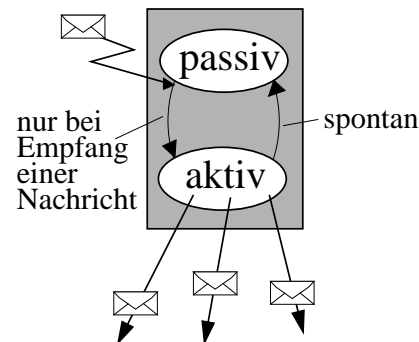 passiv
nur bei
Empfang
einer
Nachricht
spontan
aktiv